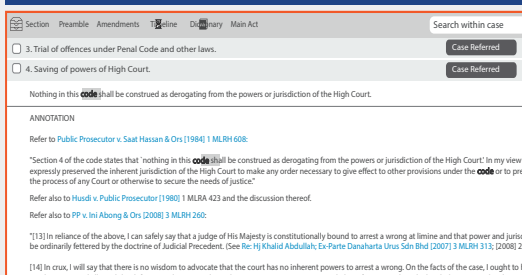 Section Preamble Amendments Timeline Dictionary Main Act Search within case
3. Trial of offences under Penal Code and other laws. Case Referred
4. Saving of powers of High Court. Case Referred
Nothing in this code shall be construed as derogating from the powers or jurisdiction of the High Court.
ANNOTATION
Refer to Public Prosecutor v. Saat Hassan & Ors [1984] 1 MLRH 608:
"Section 4 of the code states that `nothing in this code shall be construed as derogating from the powers or jurisdiction of the High Court.' In my view
expressly preserved the inherent jurisdiction of the High Court to make any order necessary to give effect to other provisions under the code or to pre
the process of any Court or otherwise to secure the needs of justice."
Refer also to Husdi v. Public Prosecutor [1980] 1 MLRA 423 and the discussion thereof.
Refer also to PP v. Ini Abong & Ors [2008] 3 MLRH 260:
"[13] In reliance of the above, I can safely say that a judge of His Majesty is constitutionally bound to arrest a wrong at limine and that power and jurisc
be ordinarily fettered by the doctrine of Judicial Precedent. (See Re: Hj Khalid Abdullah; Ex-Parte Danaharta Urus Sdn Bhd [2007] 3 MLRH 313; [2008] 2
[14] In crux, I will say that there is no wisdom to advocate that the court has no inherent powers to arrest a wrong. On the facts of the case, I ought to